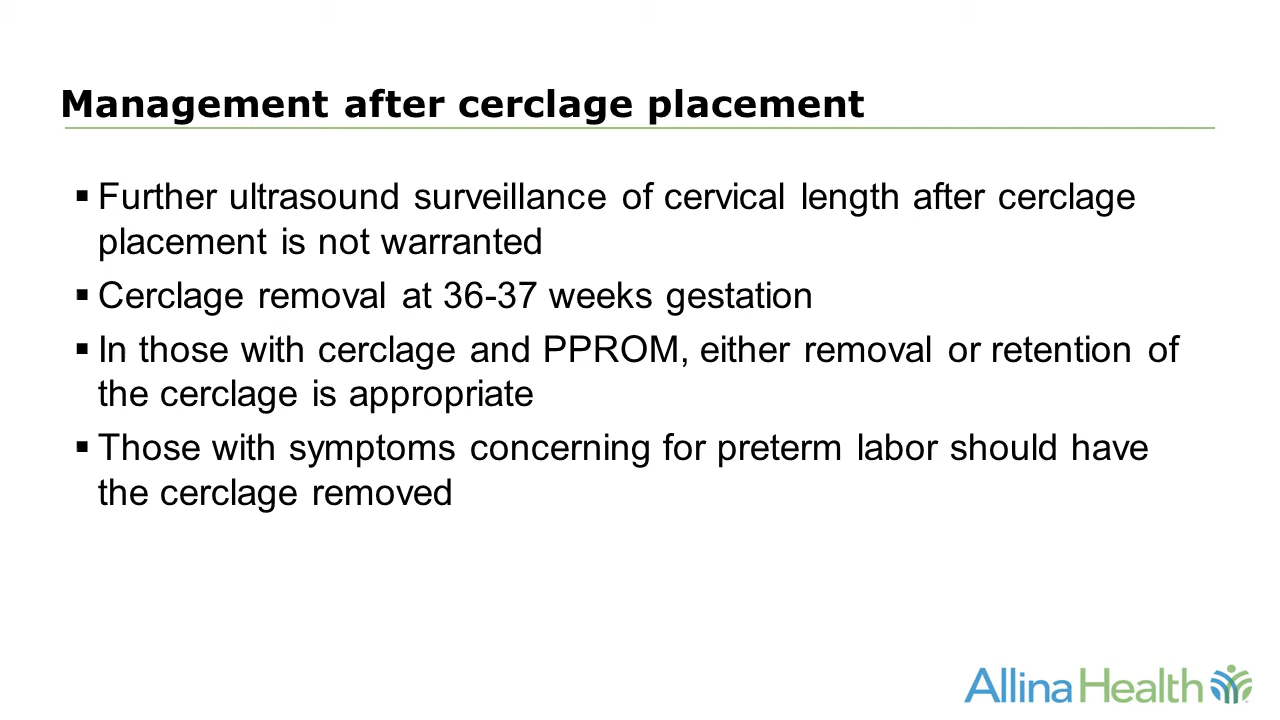 Management after cerclage placement
▪ Further ultrasound surveillance of cervical length after cerclage
placement is not warranted
▪ Cerclage removal at 36-37 weeks gestation
▪ In those with cerclage and PPROM, either removal or retention of
the cerclage is appropriate
▪ Those with symptoms concerning for preterm labor should have
the cerclage removed
Allina Health